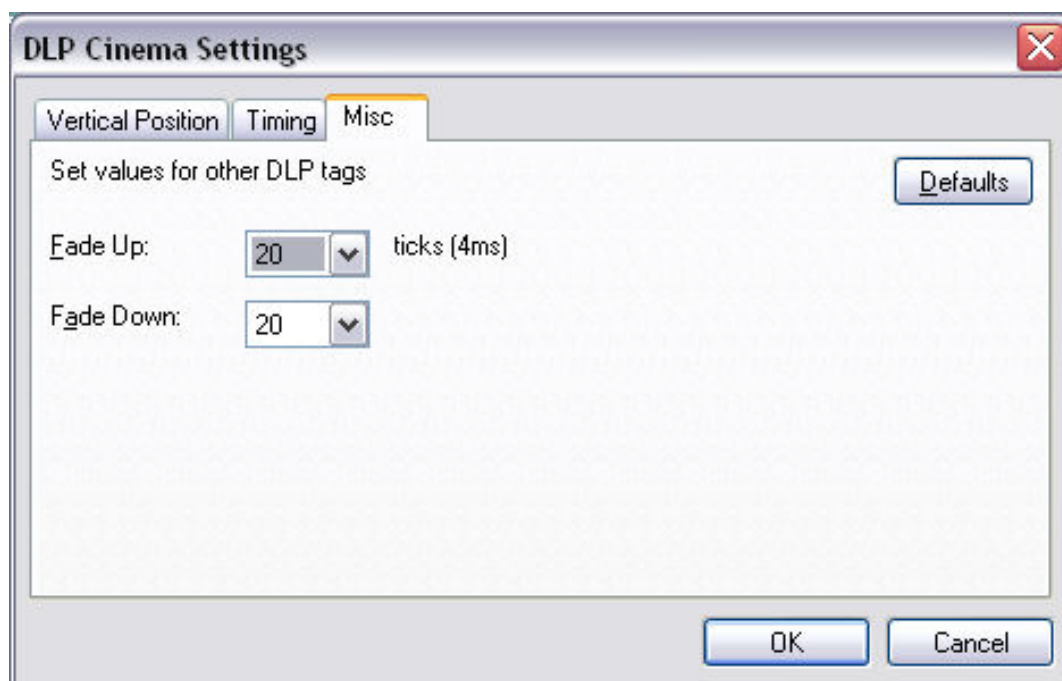 DLP Cinema Settings
Vertical Position Timing Misc
Set values for other DLP tags
Defaults
Fade Up: 20 ticks (4ms)
Fade Down: 20
OK Cancel